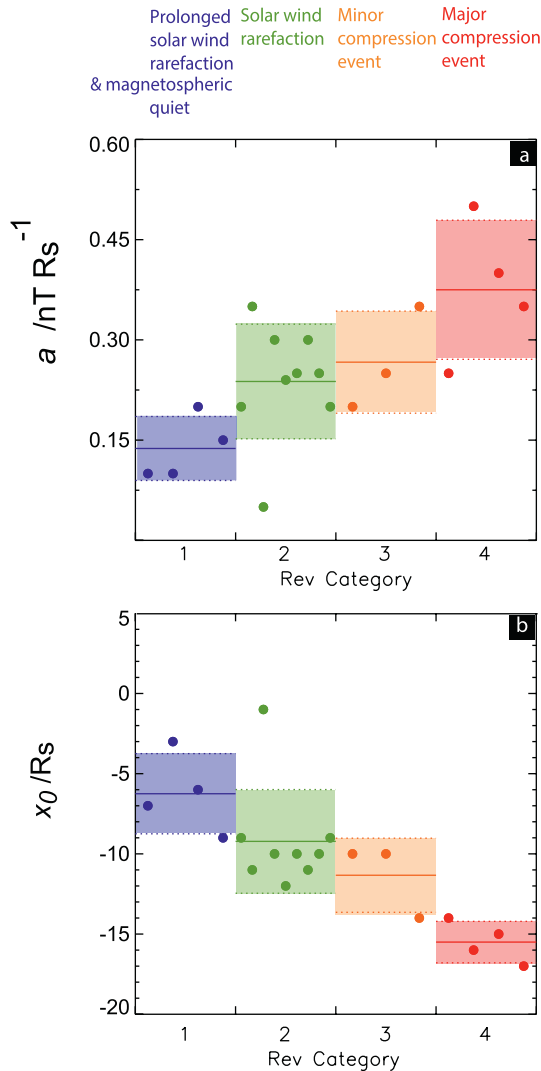 Prolonged
solar wind
rarefaction
& magnetospheric
quiet
Solar wind
rarefaction
Minor
compression
event
Major
compression
event
a
0.60
0.45
0.30
0.15
a /nT Rs-1
1 2 3 4
Rev Category
b
5
0
-5
-10
-15
-20
x0/Rs
1 2 3 4
Rev Category